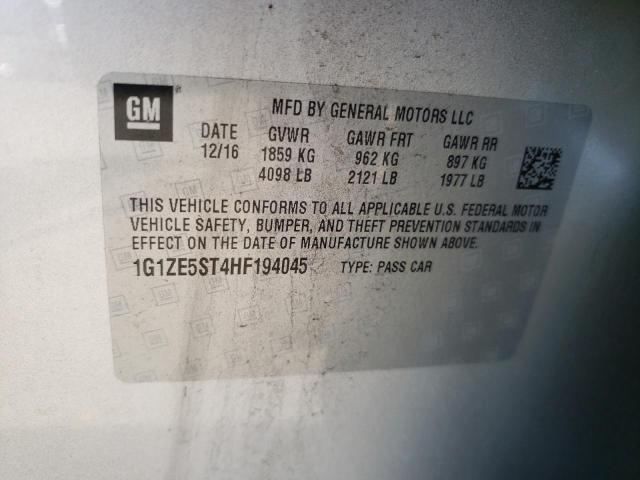 GM
MFD BY GENERAL MOTORS LLC
DATE GVWR GAWR FRT GAWR RR
12/16 1859 KG 962 KG 897 KG
4098 LB 2121 LB 1977 LB
THIS VEHICLE CONFORMS TO ALL APPLICABLE U.S. FEDERAL MOTOR
VEHICLE SAFETY, BUMPER, AND THEFT PREVENTION STANDARDS IN
EFFECT ON THE DATE OF MANUFACTURE SHOWN ABOVE.
1G1ZE5ST4HF194045 TYPE: PASS CAR